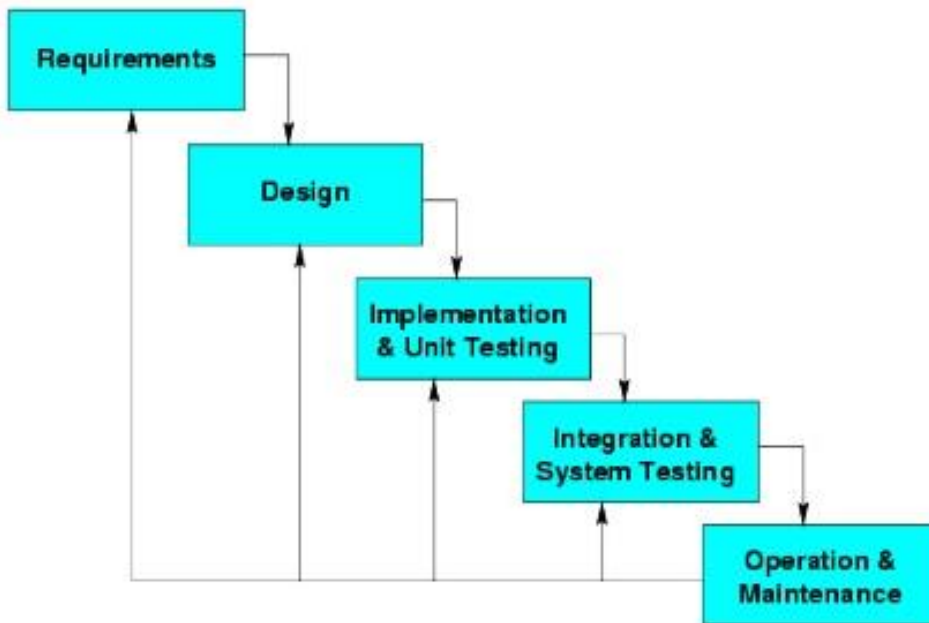 Requirements
Design
Implementation
& Unit Testing
Integration &
System Testing
Operation &
Maintenance